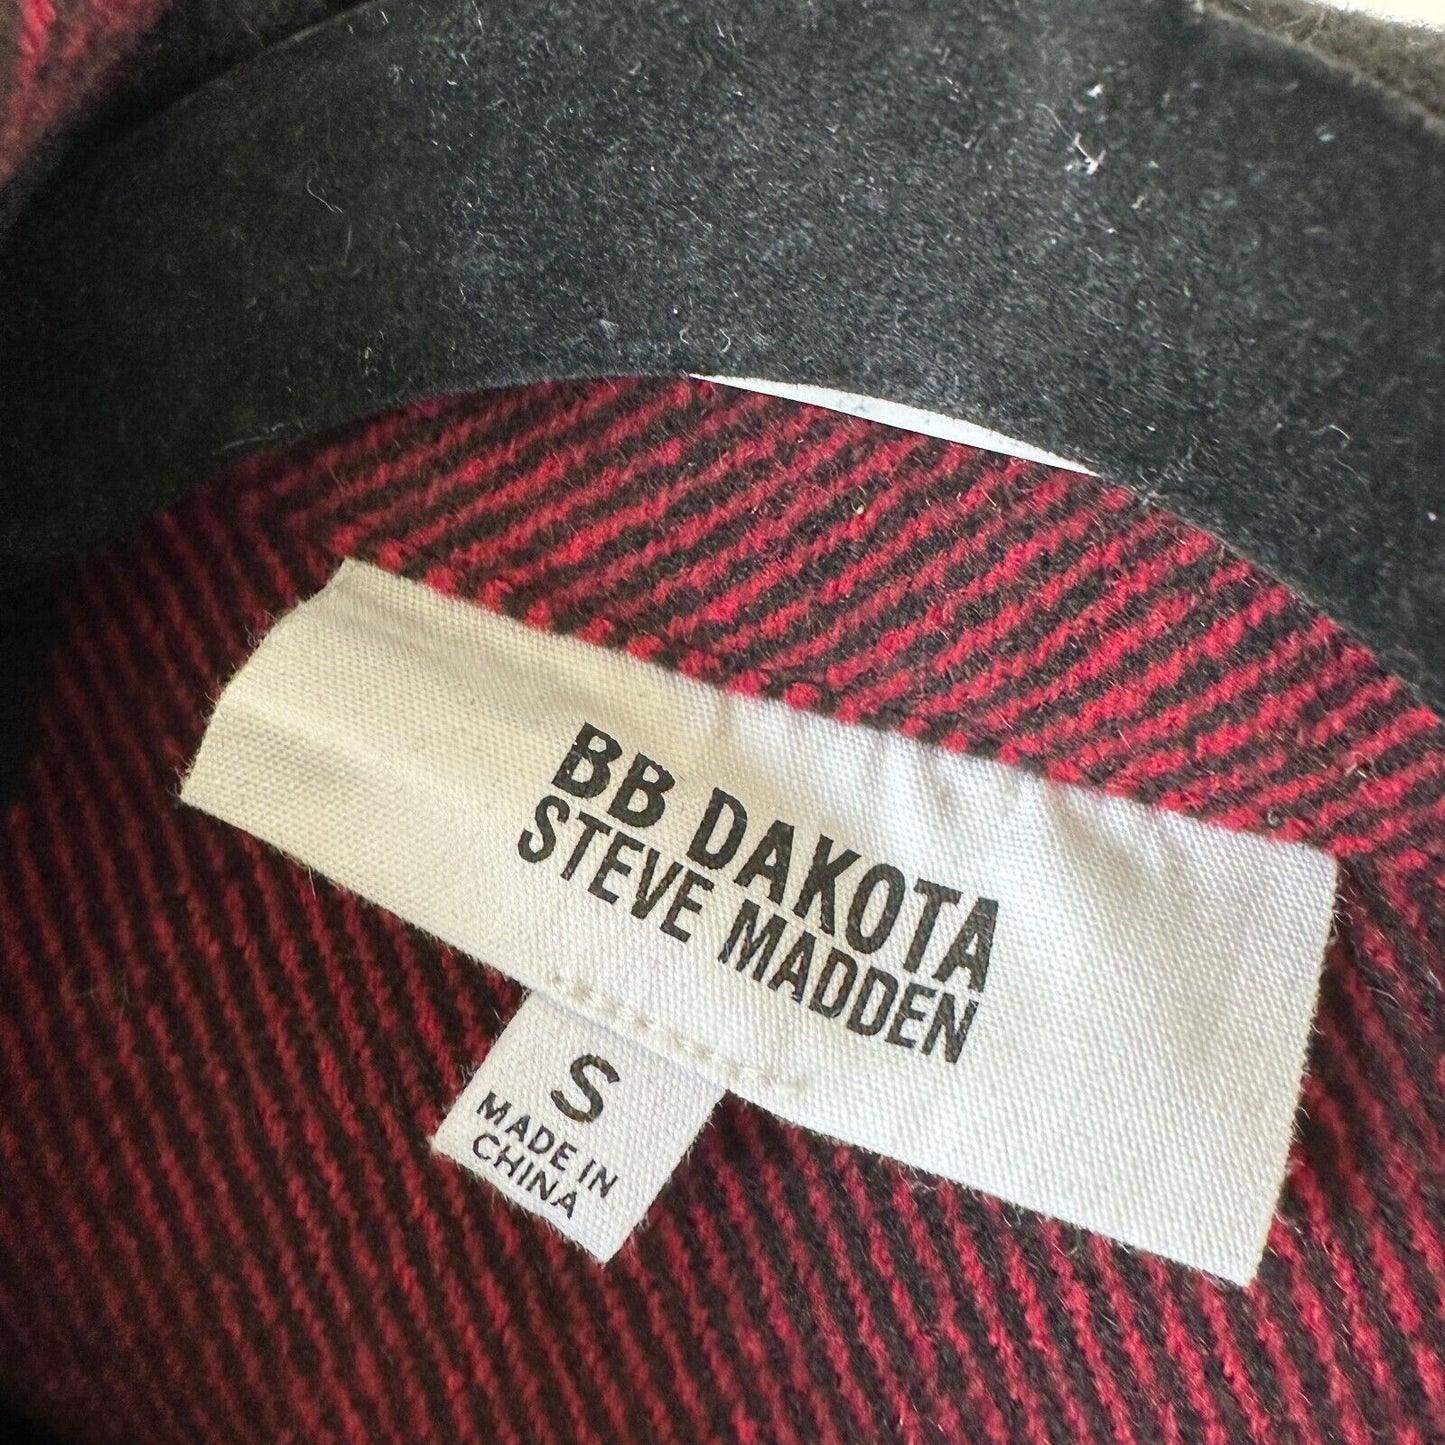 BB DAKOTA
STEVE MADDEN
S
MADE IN
CHINA